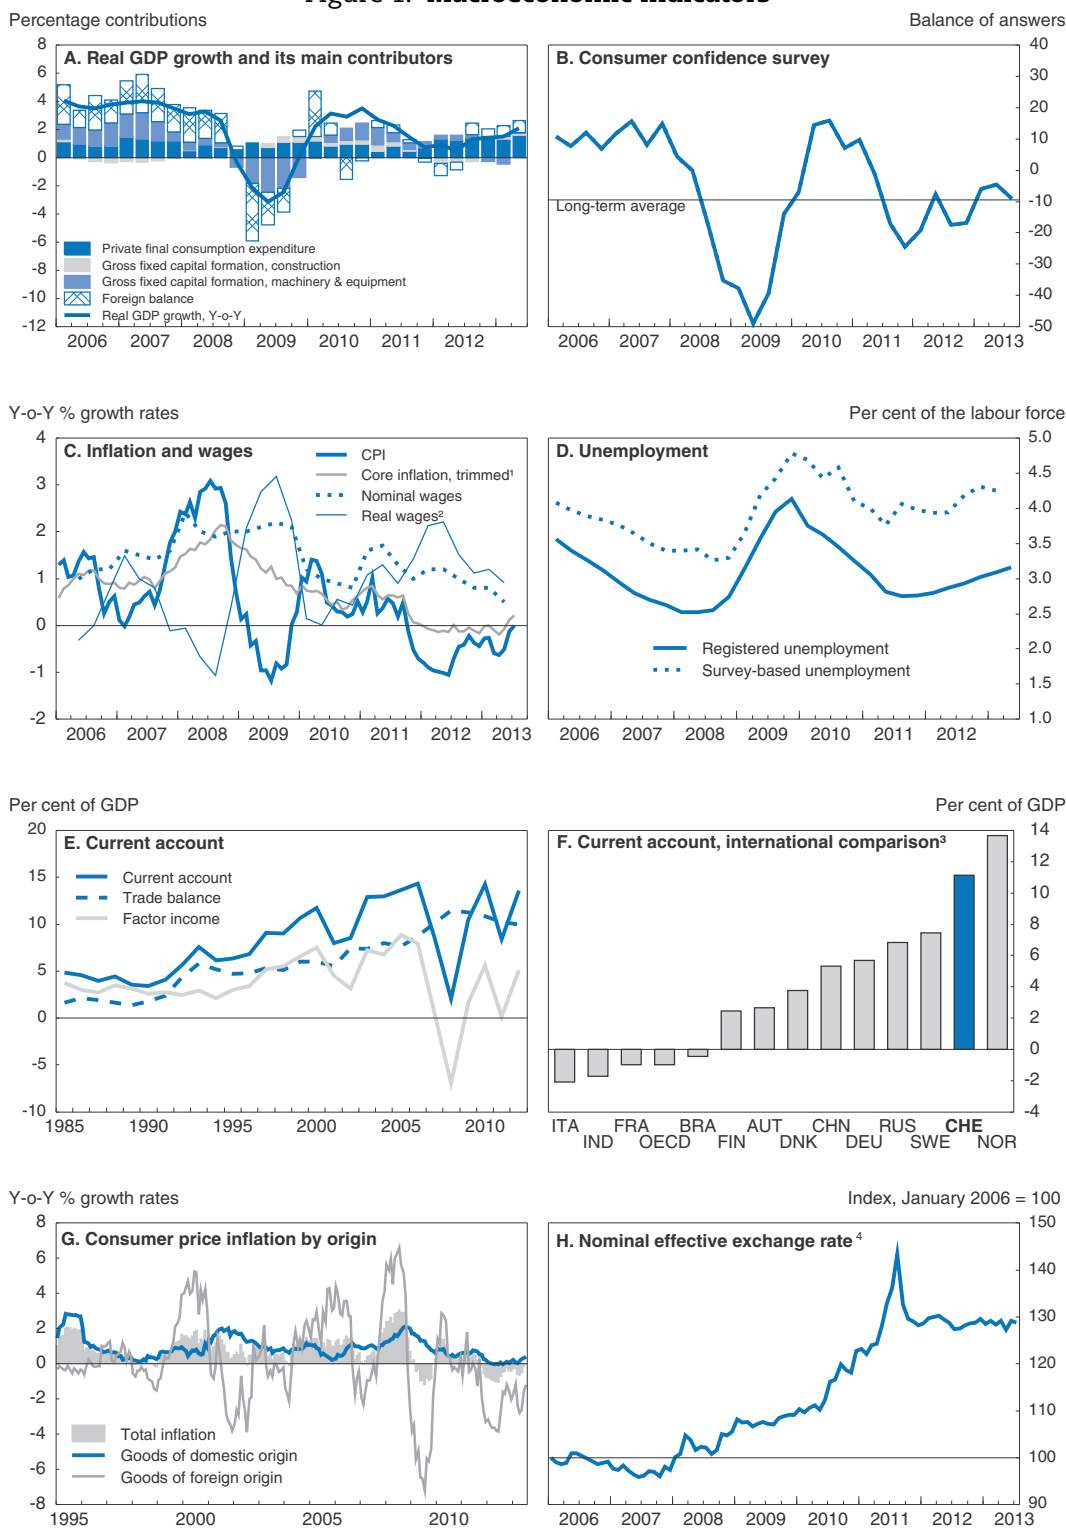 Figure 1. Macroeconomic indicators
Percentage contributions
Balance of answers
A. Real GDP growth and its main contributors
8
6
4
2
0
-2
-4
-6
-8
-10
-12
Private final consumption expenditure
Gross fixed capital formation, construction
Gross fixed capital formation, machinery & equipment
Foreign balance
Real GDP growth, Y-o-Y
2006 2007 2008 2009 2010 2011 2012
B. Consumer confidence survey
40
30
20
10
0
-10
-20
-30
-40
-50
Long-term average
2006 2007 2008 2009 2010 2011 2012 2013
Y-o-Y % growth rates
Per cent of the labour force
C. Inflation and wages
4
3
2
1
0
-1
-2
CPI
Core inflation, trimmed¹
Nominal wages
Real wages²
2006 2007 2008 2009 2010 2011 2012 2013
D. Unemployment
5.0
4.5
4.0
3.5
3.0
2.5
2.0
1.5
1.0
Registered unemployment
Survey-based unemployment
2006 2007 2008 2009 2010 2011 2012
Per cent of GDP
Per cent of GDP
E. Current account
20
15
10
5
0
-5
-10
Current account
Trade balance
Factor income
1985 1990 1995 2000 2005 2010
F. Current account, international comparison³
14
12
10
8
6
4
2
0
-2
-4
ITA FRA BRA AUT CHN RUS CHE
IND OECD FIN DNK DEU SWE NOR
Y-o-Y % growth rates
Index, January 2006 = 100
G. Consumer price inflation by origin
8
6
4
2
0
-2
-4
-6
-8
Total inflation
Goods of domestic origin
Goods of foreign origin
1995 2000 2005 2010
H. Nominal effective exchange rate ⁴
150
140
130
120
110
100
90
2006 2007 2008 2009 2010 2011 2012 2013